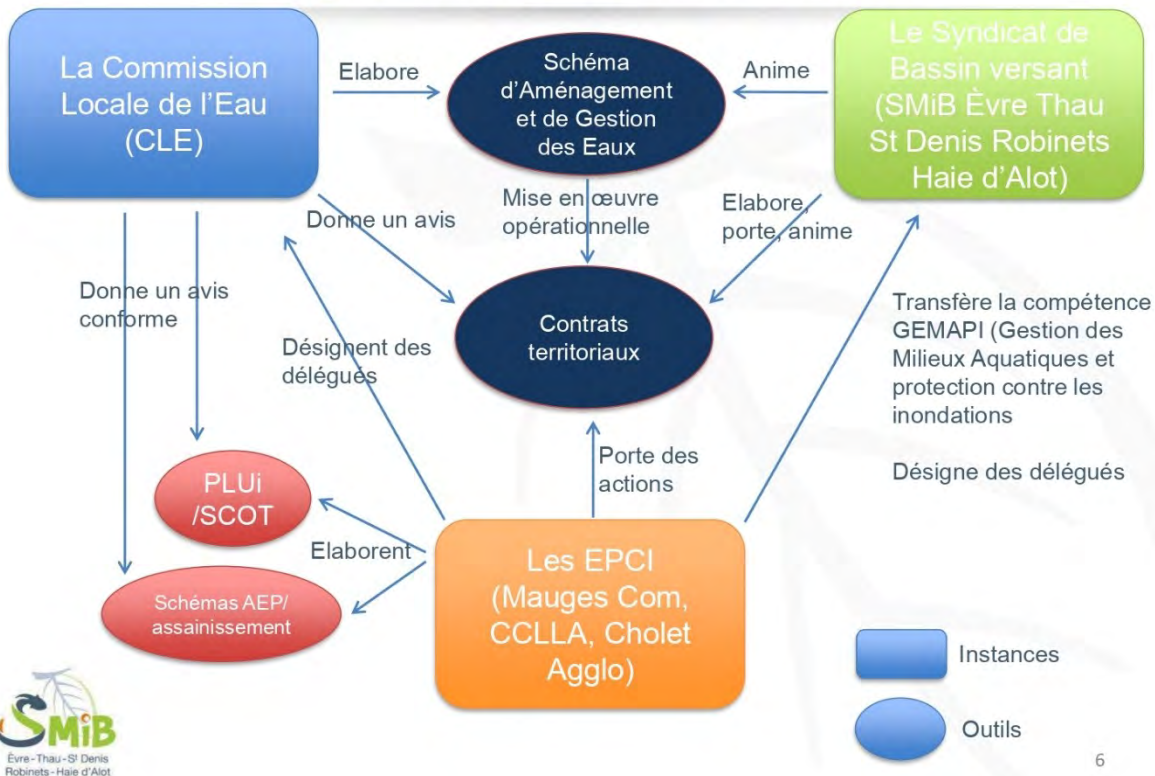 La Commission
Locale de l'Eau
(CLE)
Elabore
Schéma
d'Aménagement
et de Gestion
des Eaux
Anime
Le Syndicat de
Bassin versant
(SMiB Èvre Thau
St Denis Robinets
Haie d'Alot)
Donne un avis
Mise en œuvre
opérationnelle
Elabore,
porte, anime
Donne un avis
conforme
Désignent des
délégués
Contrats
territoriaux
Transfère la compétence
GEMAPI (Gestion des
Milieux Aquatiques et
protection contre les
inondations
Désigne des délégués
PLUi
/SCOT
Porte des
actions
Elaborent
Schémas AEP/
assainissement
Les EPCI
(Mauges Com,
CCLLA, Cholet
Agglo)
Instances
Outils
SMiB
Èvre-Thau-St Denis
Robinets-Haie d'Alot
6